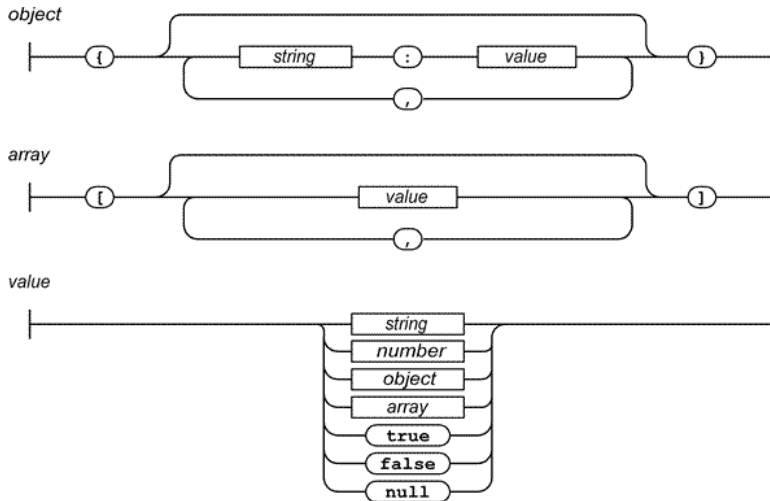 object
{ string : value }
,
array
[ value ]
,
value
string
number
object
array
true
false
null